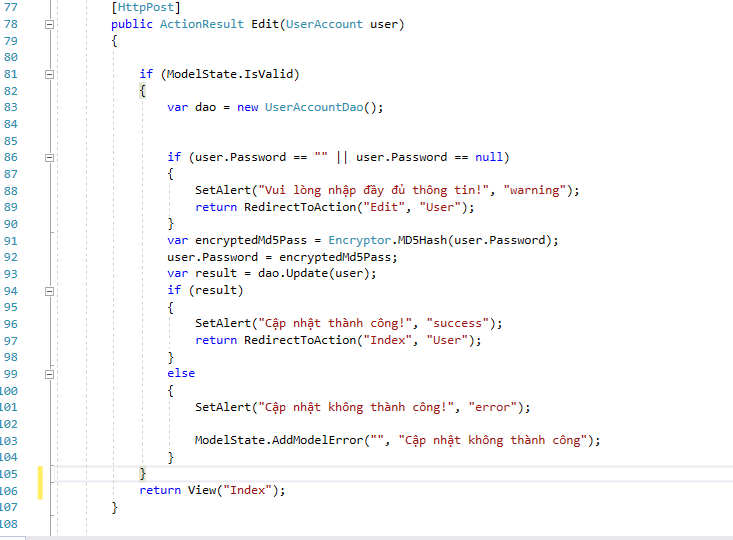 77 [HttpPost]
78 public ActionResult Edit(UserAccount user)
79 {
80
81 if (ModelState.IsValid)
82 {
83 var dao = new UserAccountDao();
84
85
86 if (user.Password == "" || user.Password == null)
87 {
88 SetAlert("Vui lòng nhập đầy đủ thông tin!", "warning");
89 return RedirectToAction("Edit", "User");
90 }
91 var encryptedMd5Pass = Encryptor.MD5Hash(user.Password);
92 user.Password = encryptedMd5Pass;
93 var result = dao.Update(user);
94 if (result)
95 {
96 SetAlert("Cập nhật thành công!", "success");
97 return RedirectToAction("Index", "User");
98 }
99 else
100 {
101 SetAlert("Cập nhật không thành công!", "error");
102
103 ModelState.AddModelError("", "Cập nhật không thành công");
104 }
105 }
106 return View("Index");
107 }
108